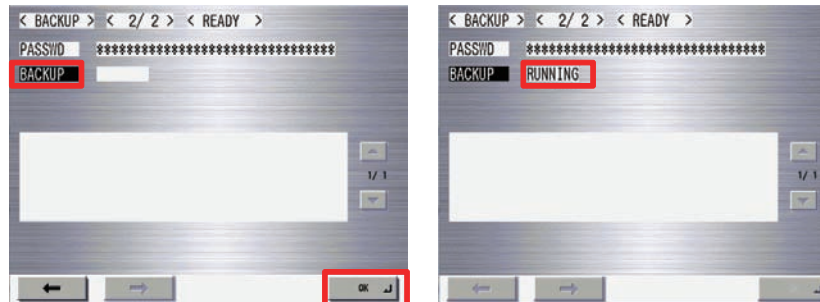 < BACKUP > < 2/ 2 > < READY >
PASSWD ********************************
BACKUP
1/ 1
OK
< BACKUP > < 2/ 2 > < READY >
PASSWD ********************************
BACKUP RUNNING
1/ 1